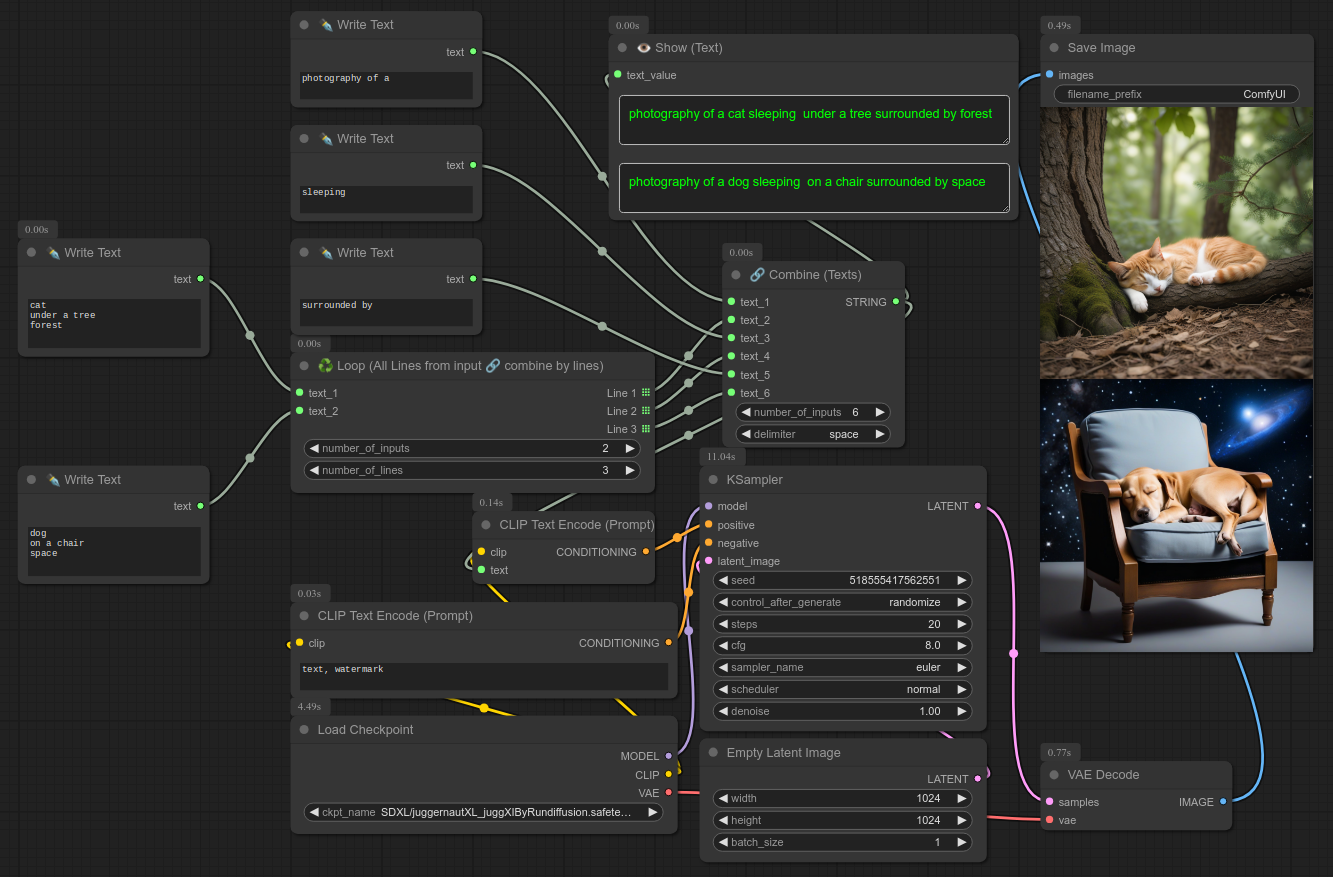 ✒️ Write Text
text
photography of a
✒️ Write Text
text
sleeping
✒️ Write Text
text
surrounded by
0.00s
✒️ Write Text
text
cat
under a tree
forest
✒️ Write Text
text
dog
on a chair
space
0.00s
♻️ Loop (All Lines from input 🔗 combine by lines)
text_1
Line 1
text_2
Line 2
Line 3
number_of_inputs 2
number_of_lines 3
0.00s
👁️ Show (Text)
text_value
photography of a cat sleeping  under a tree surrounded by forest
photography of a dog sleeping  on a chair surrounded by space
0.00s
🔗 Combine (Texts)
text_1
STRING
text_2
text_3
text_4
text_5
text_6
number_of_inputs 6
delimiter space
0.14s
CLIP Text Encode (Prompt)
clip
CONDITIONING
text
0.03s
CLIP Text Encode (Prompt)
clip
CONDITIONING
text, watermark
4.49s
Load Checkpoint
MODEL
CLIP
VAE
ckpt_name SDXL/juggernautXL_juggXIByRundiffusion.safete…
11.04s
KSampler
model
LATENT
positive
negative
latent_image
seed 518555417562551
control_after_generate randomize
steps 20
cfg 8.0
sampler_name euler
scheduler normal
denoise 1.00
Empty Latent Image
LATENT
width 1024
height 1024
batch_size 1
0.49s
Save Image
images
filename_prefix ComfyUI
0.77s
VAE Decode
samples
IMAGE
vae